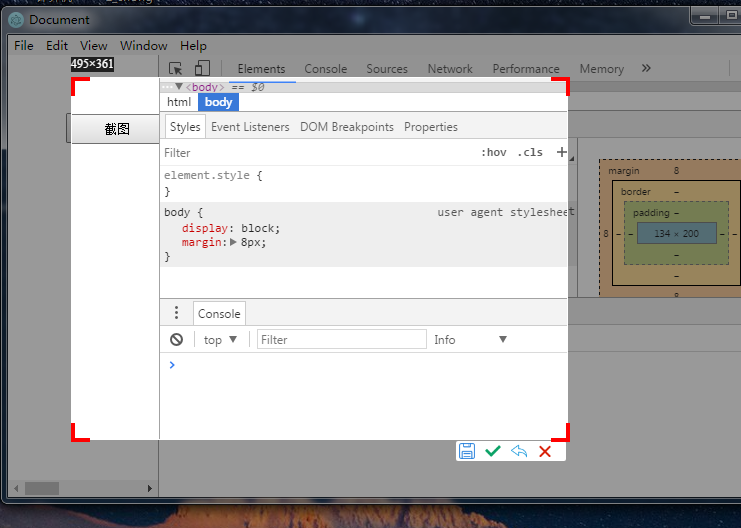 Document
File Edit View Window Help
495×361
Elements Console Sources Network Performance Memory »
<body> == $0
html body
截图
Styles Event Listeners DOM Breakpoints Properties
Filter :hov .cls +
element.style {
}
body { user agent stylesheet
display: block;
margin: 8px;
}
margin 8
border –
padding –
8 – – 134 × 200 – –
–
–
8
Console
top Filter Info